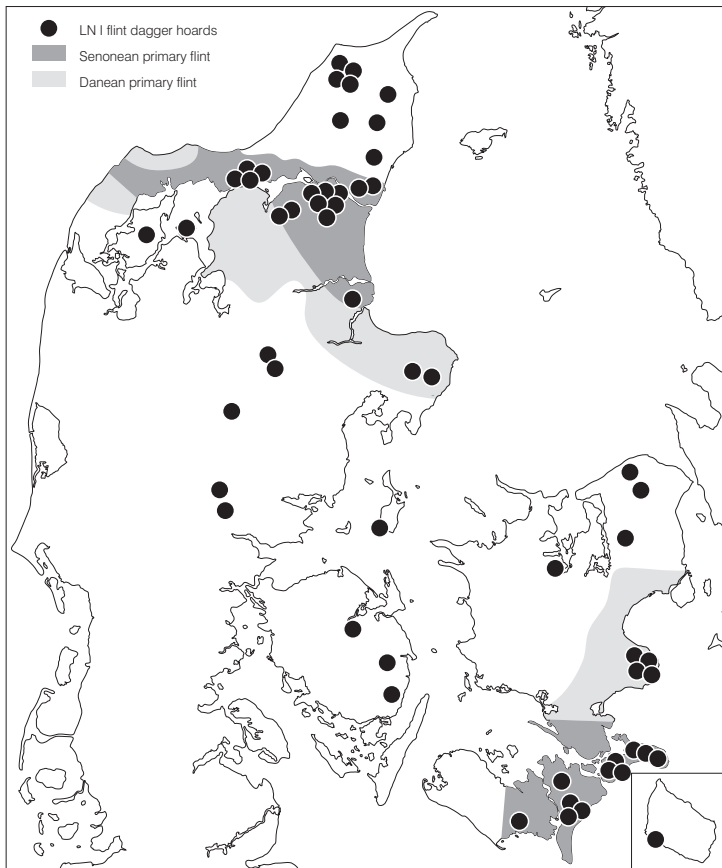 LN I flint dagger hoards
Senonean primary flint
Danean primary flint